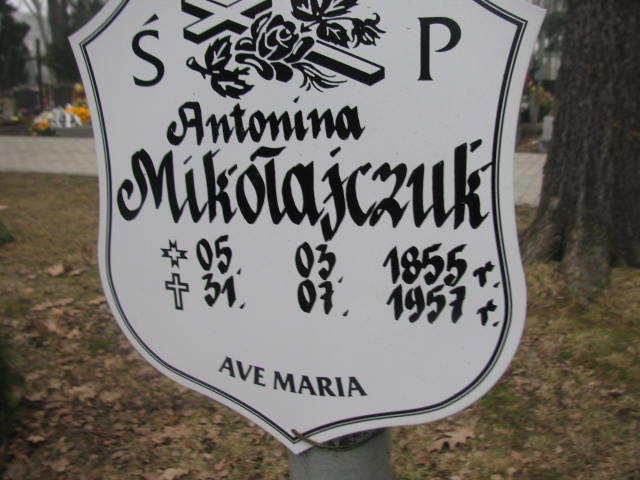 Ś P
Antonina
Mikołajczuk
05. 03. 1855 r.
31. 07. 1957 r.
AVE MARIA